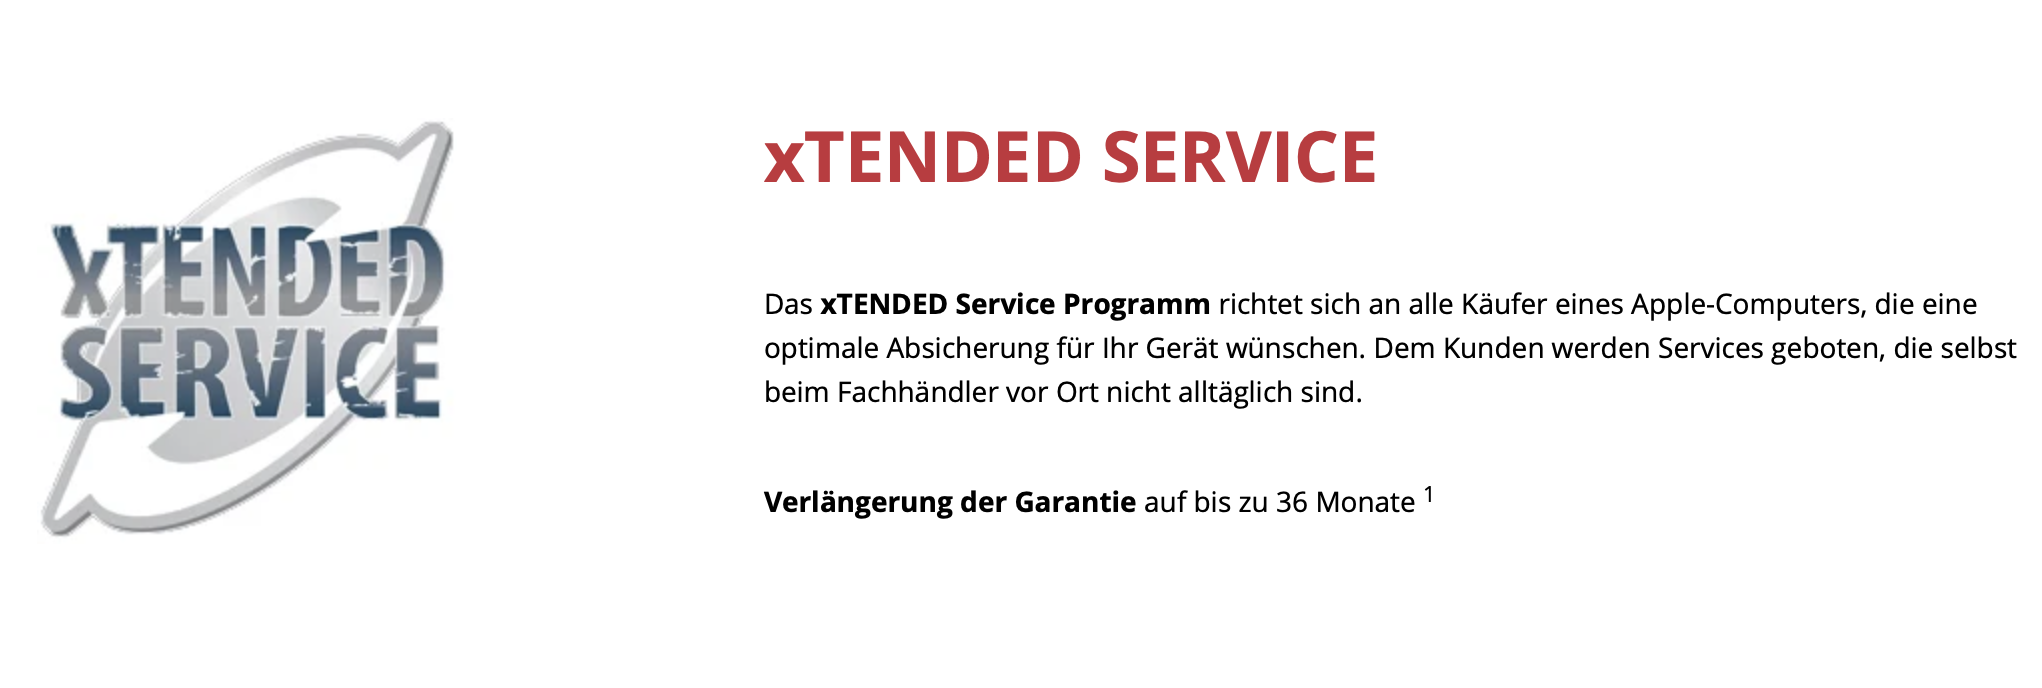 xTENDED
SERVICE
xTENDED SERVICE
Das xTENDED Service Programm richtet sich an alle Käufer eines Apple-Computers, die eine
optimale Absicherung für Ihr Gerät wünschen. Dem Kunden werden Services geboten, die selbst
beim Fachhändler vor Ort nicht alltäglich sind.
Verlängerung der Garantie auf bis zu 36 Monate ¹